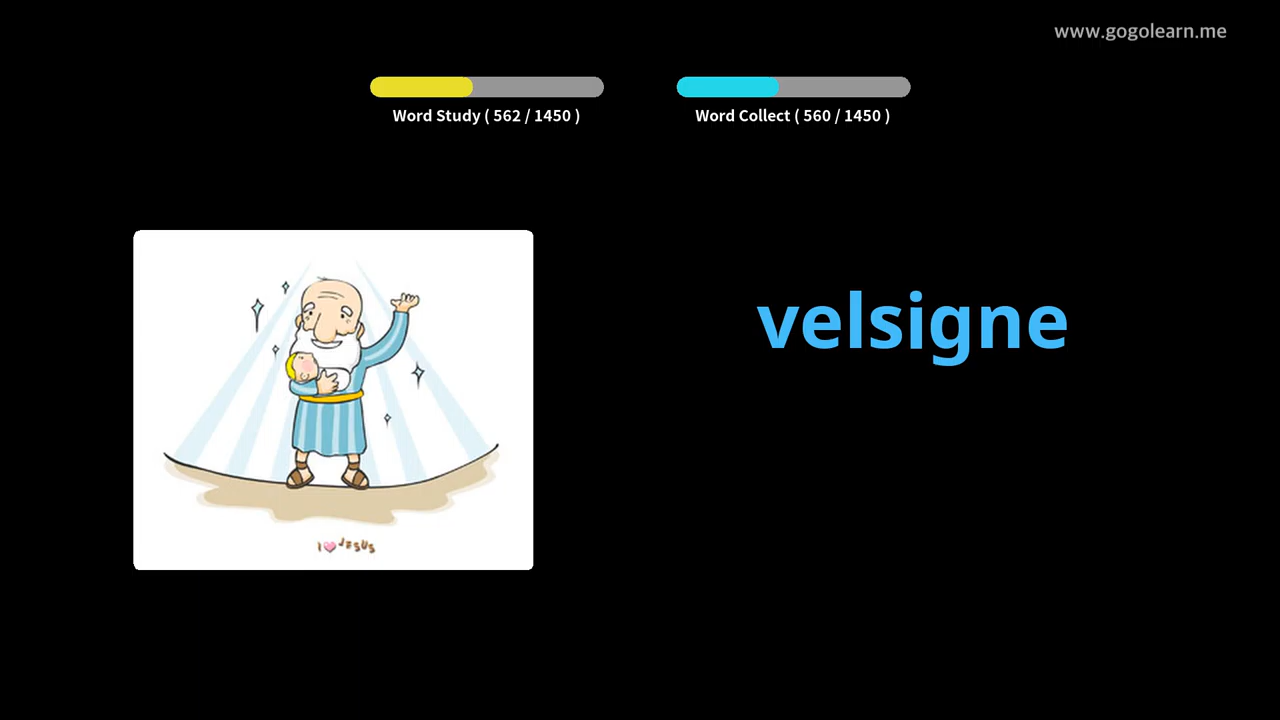 www.gogolearn.me
Word Study ( 562 / 1450 )
Word Collect ( 560 / 1450 )
velsigne
I ♥ JESUS